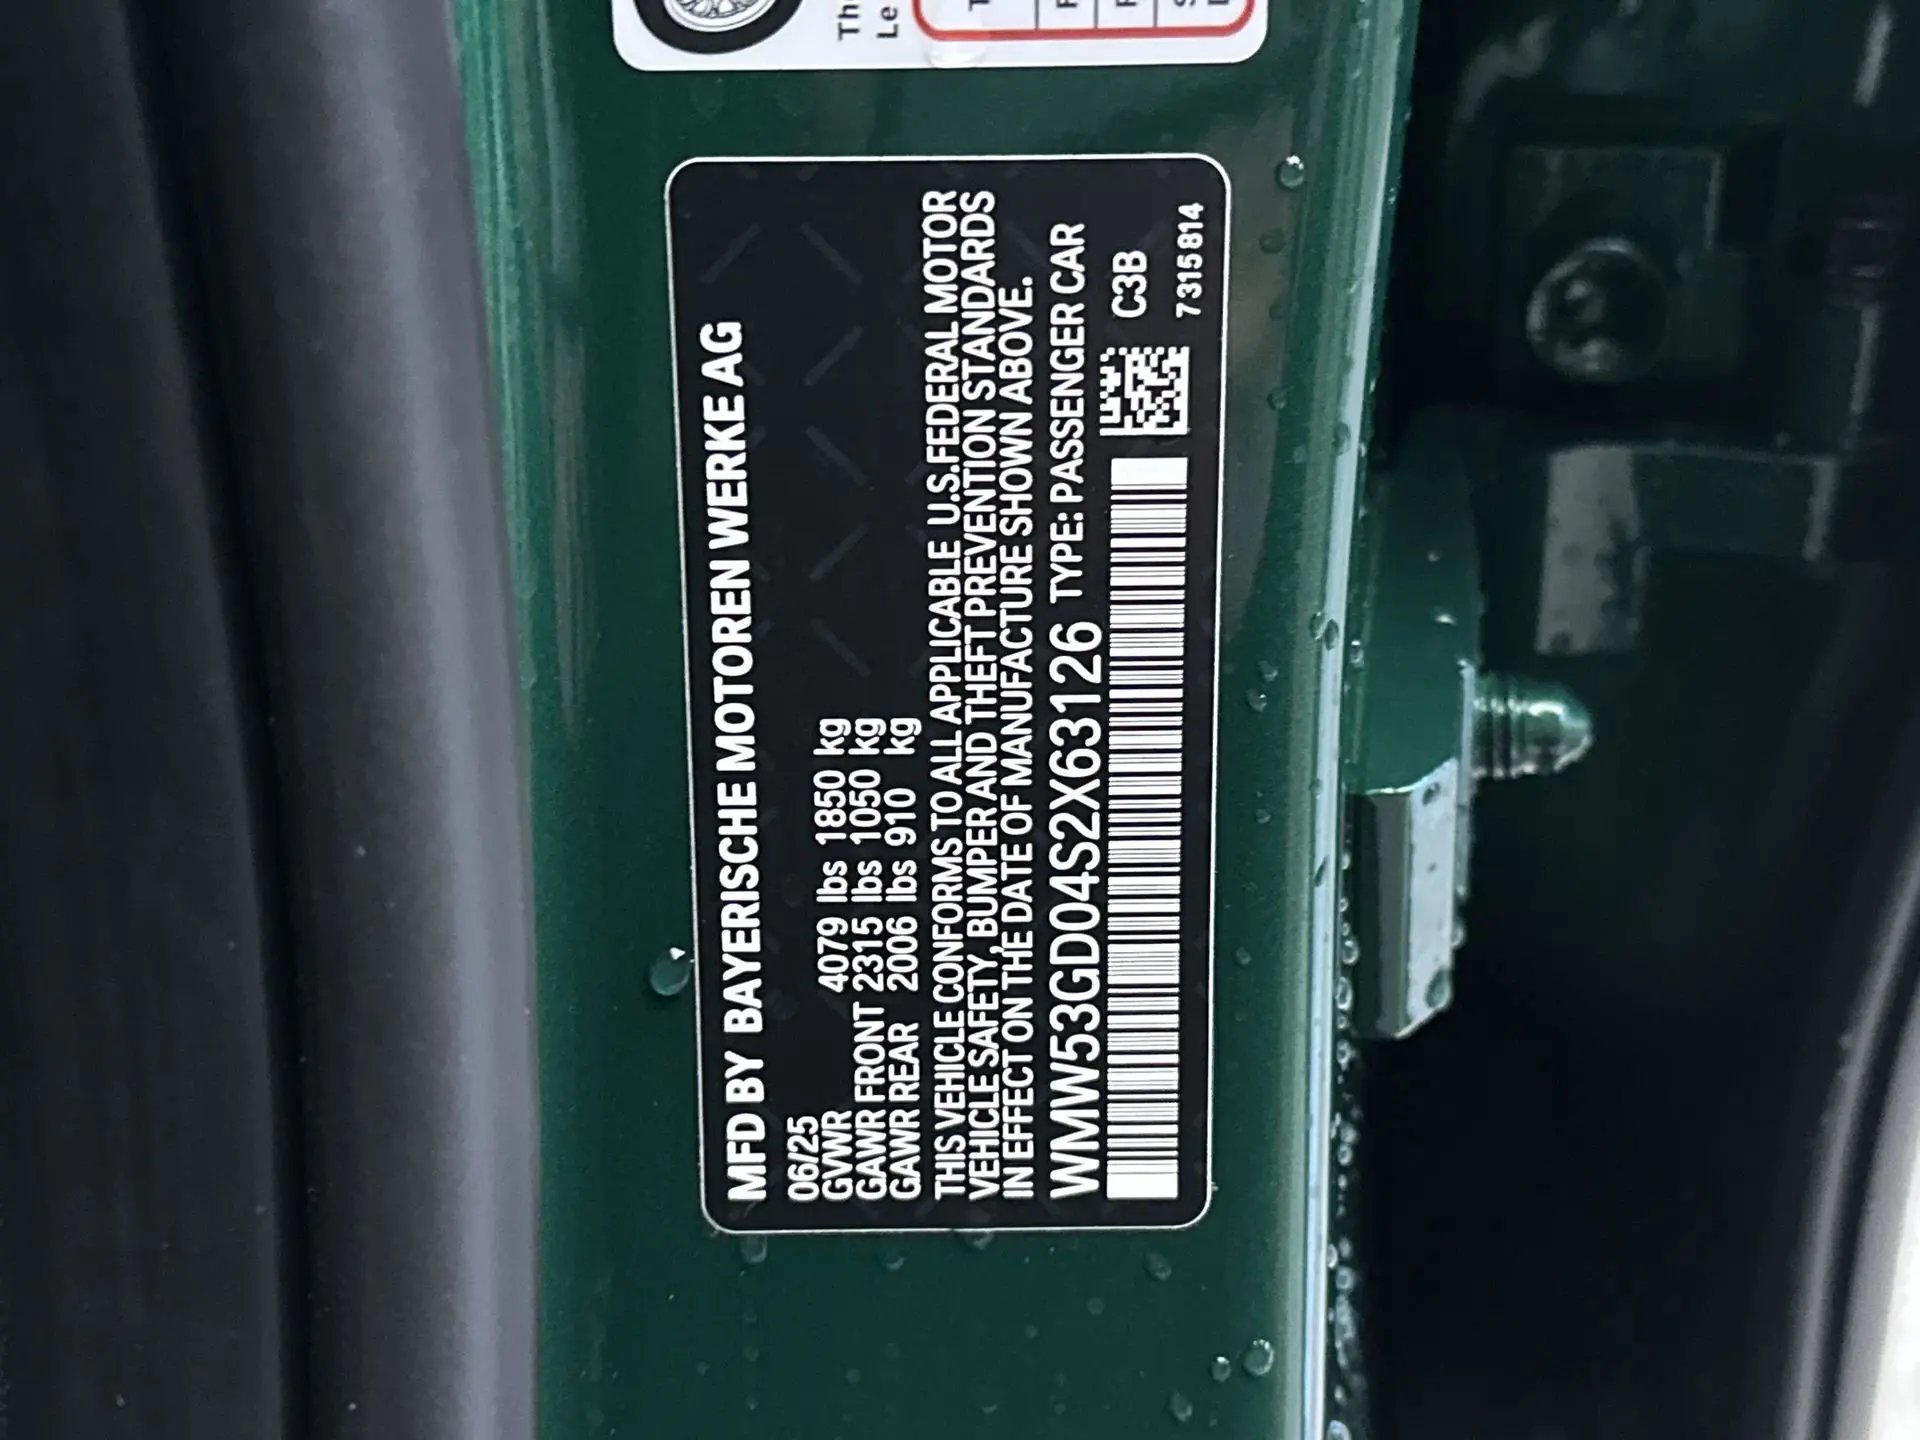 MFD BY BAYERISCHE MOTOREN WERKE AG
06/25
GVWR 4079 lbs 1850 kg
GAWR FRONT 2315 lbs 1050 kg
GAWR REAR 2006 lbs 910 kg
THIS VEHICLE CONFORMS TO ALL APPLICABLE U.S.FEDERAL MOTOR
VEHICLE SAFETY, BUMPER AND THEFT PREVENTION STANDARDS
IN EFFECT ON THE DATE OF MANUFACTURE SHOWN ABOVE.
WMW53GD04S2X63126 TYPE: PASSENGER CAR
C3B
7315814
Le